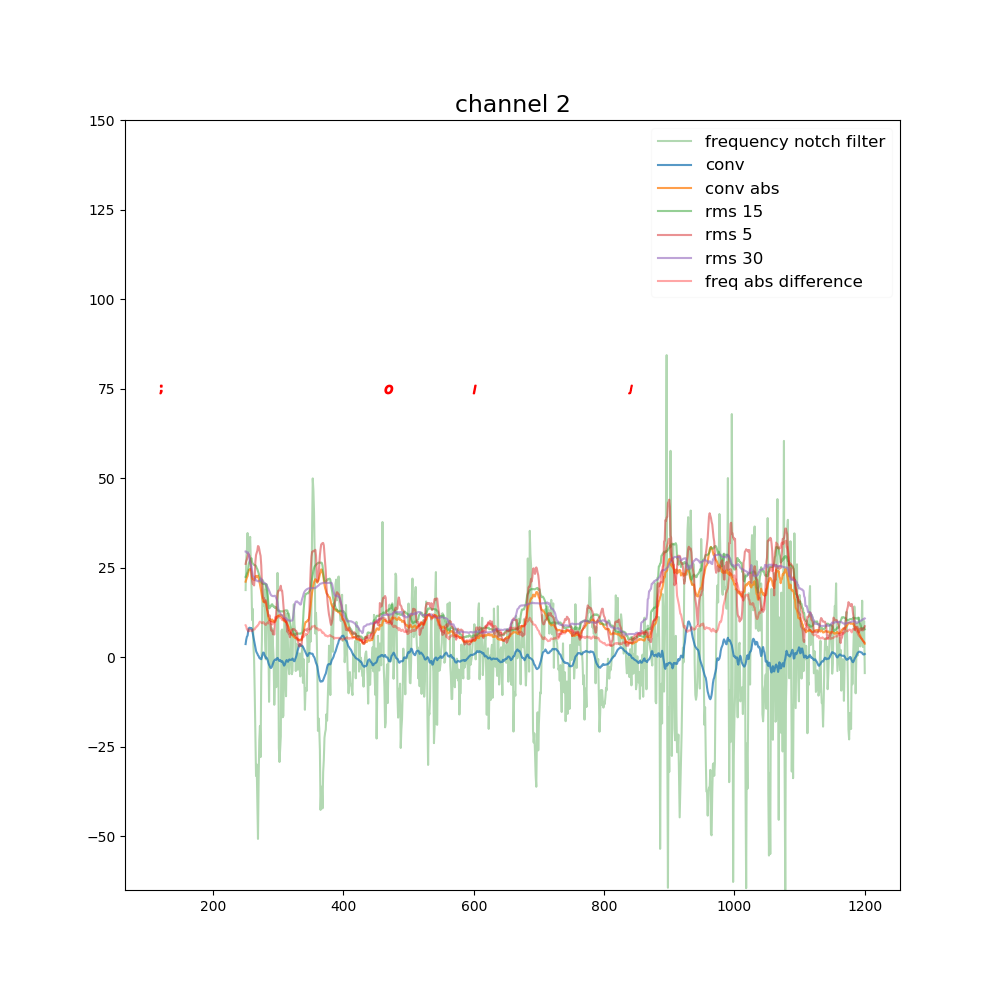 channel 2
150
125
100
75
50
25
0
−25
−50
200 400 600 800 1000 1200
frequency notch filter
conv
conv abs
rms 15
rms 5
rms 30
freq abs difference
; o l j